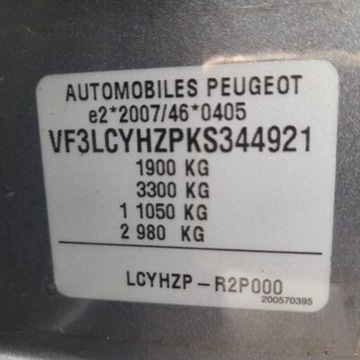 AUTOMOBILES PEUGEOT
e2*2007/46*0405
VF3LCYHZPKS344921
1900 KG
3300 KG
1 1050 KG
2 980 KG
LCYHZP-R2P000
200570395